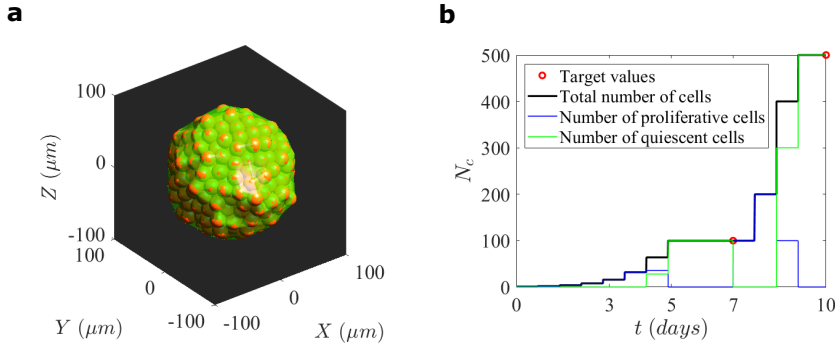 a
100
0
-100
Z (μm)
100
0
-100
Y (μm)
-100
0
100
X (μm)
b
500
400
300
200
100
0
N_c
Target values
Total number of cells
Number of proliferative cells
Number of quiescent cells
0
3
5
7
10
t (days)